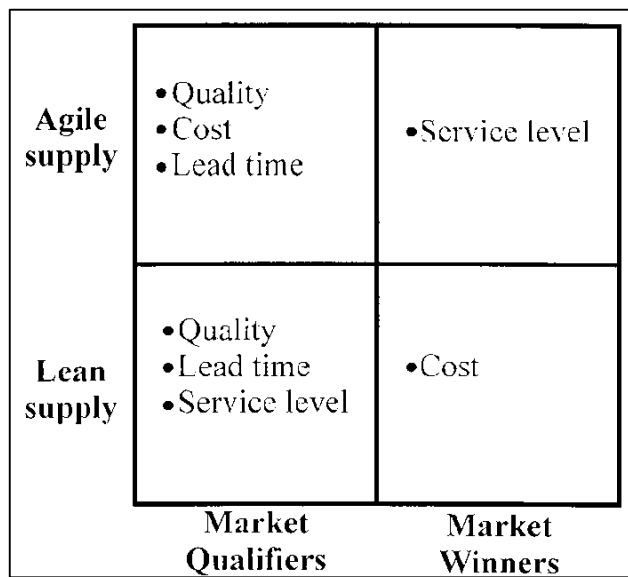 Agile
supply
•Quality
•Cost
•Lead time
•Service level
Lean
supply
•Quality
•Lead time
•Service level
•Cost
Market
Qualifiers
Market
Winners